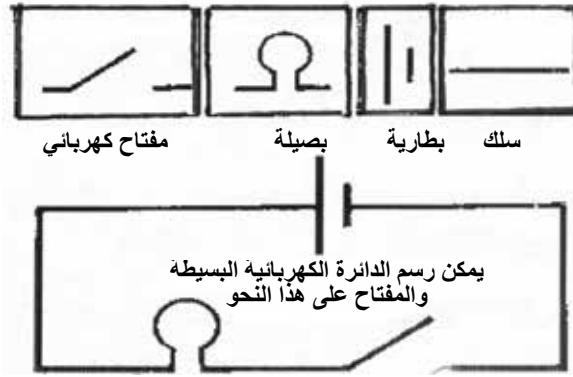 سلك
بطارية
بصيلة
مفتاح كهربائي
يمكن رسم الدائرة الكهربائية البسيطة
والمفتاح على هذا النحو